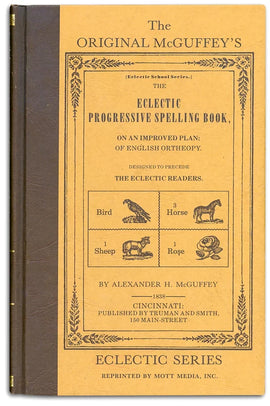 The
ORIGINAL McGUFFEY'S
[Eclectic School Series.]
THE
ECLECTIC
PROGRESSIVE SPELLING BOOK,
ON AN IMPROVED PLAN:
OF ENGLISH ORTHOEPY.
DESIGNED TO PRECEDE
THE ECLECTIC READERS.
Bird
3
Horse
1
Sheep
1
Rose
BY ALEXANDER H. McGUFFEY
1838
CINCINNATI:
PUBLISHED BY TRUMAN AND SMITH,
150 MAIN-STREET
ECLECTIC SERIES
REPRINTED BY MOTT MEDIA, INC.